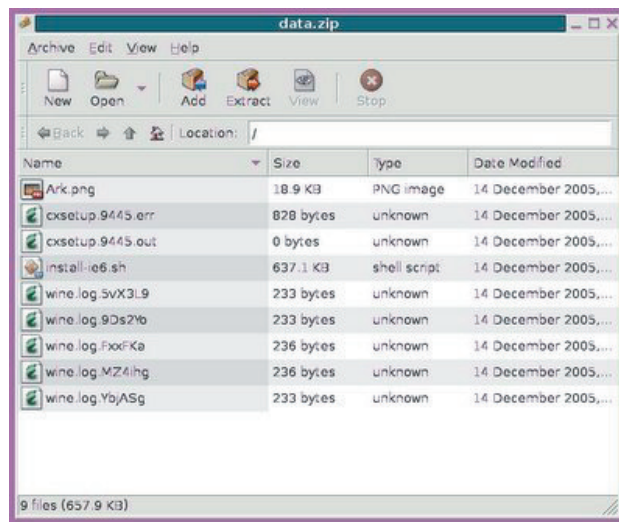 data.zip
Archive Edit View Help
New Open Add Extract View Stop
Back Location: /
Name Size Type Date Modified
Ark.png 18.9 KB PNG image 14 December 2005,...
cxsetup.9445.err 828 bytes unknown 14 December 2005,...
cxsetup.9445.out 0 bytes unknown 14 December 2005,...
install-ie6.sh 637.1 KB shell script 14 December 2005,...
wine.log.5vX3L9 233 bytes unknown 14 December 2005,...
wine.log.9Ds2Yo 233 bytes unknown 14 December 2005,...
wine.log.FxxFKa 236 bytes unknown 14 December 2005,...
wine.log.MZ4ihg 236 bytes unknown 14 December 2005,...
wine.log.YbjASg 233 bytes unknown 14 December 2005,...
9 files (657.9 KB)